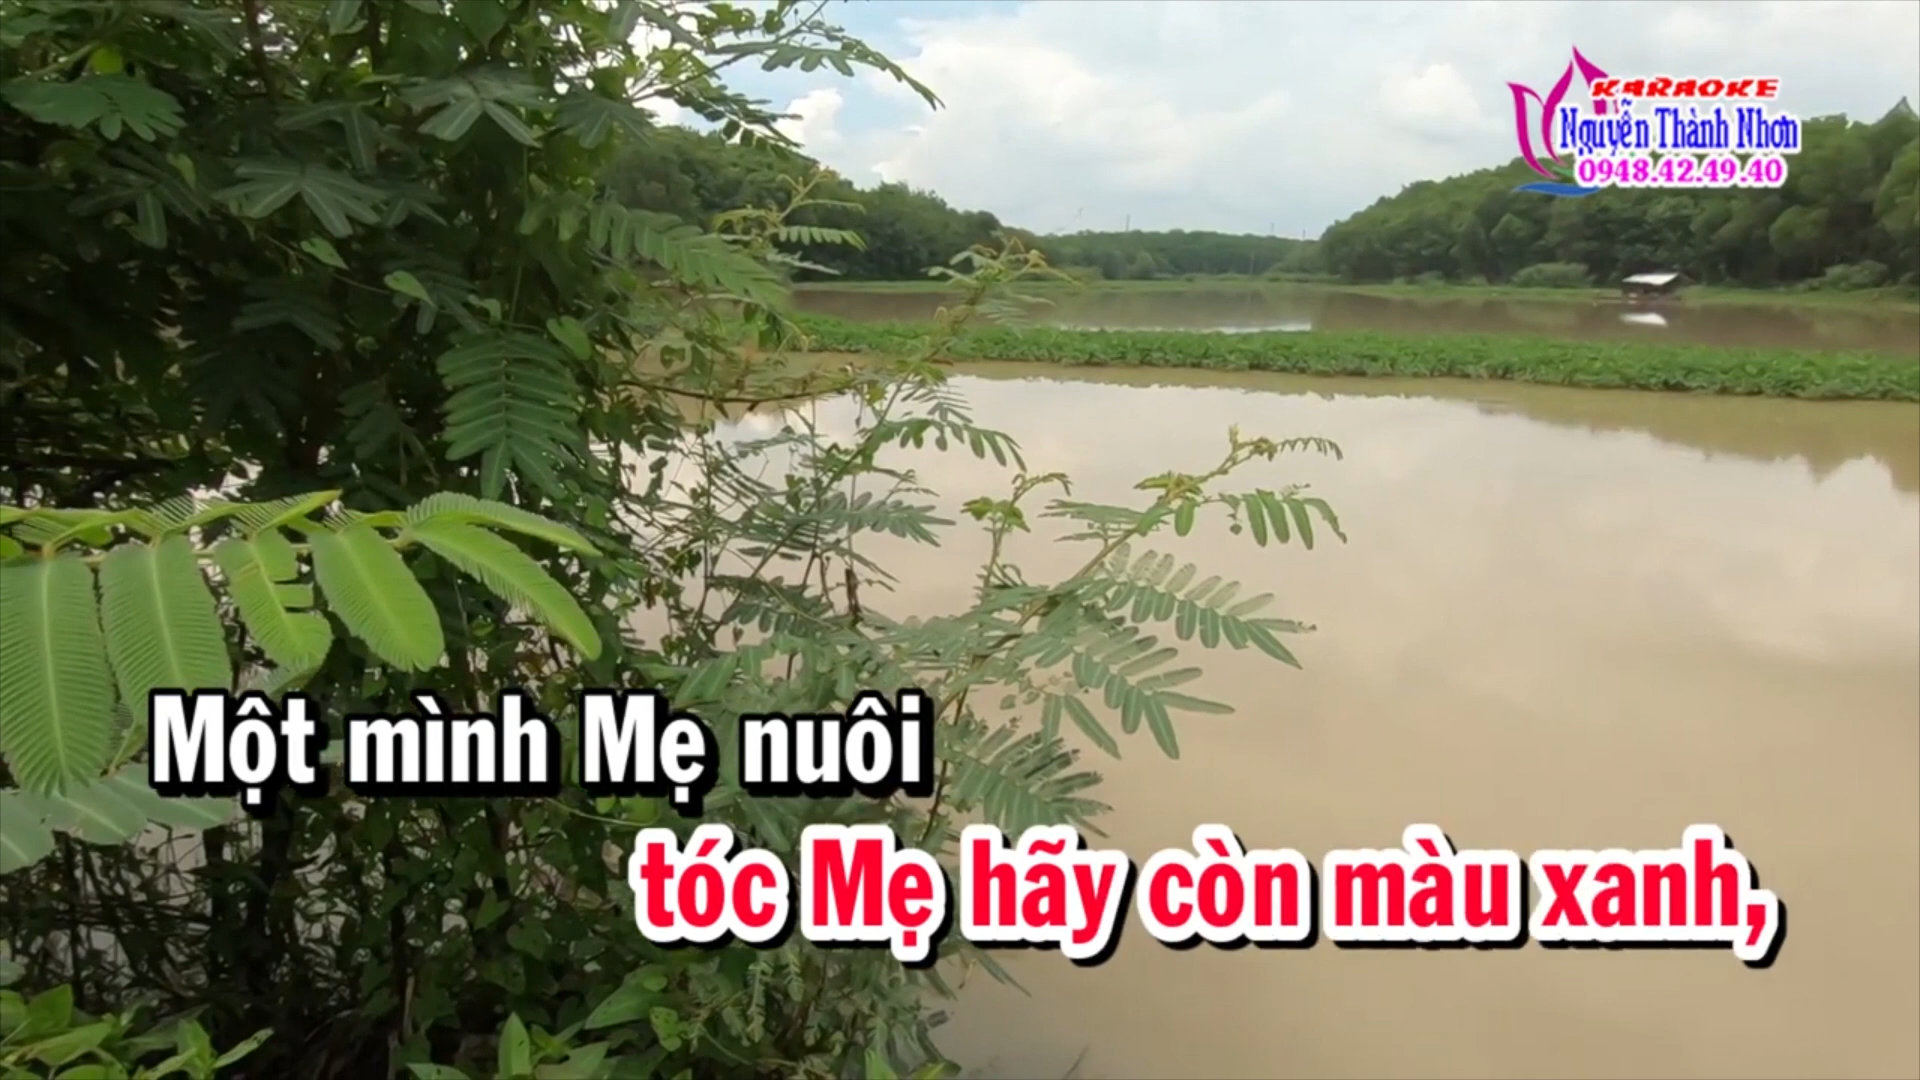 KARAOKE
Nguyễn Thành Nhơn
0948.42.49.40
Một mình Mẹ nuôi
tóc Mẹ hãy còn màu xanh,